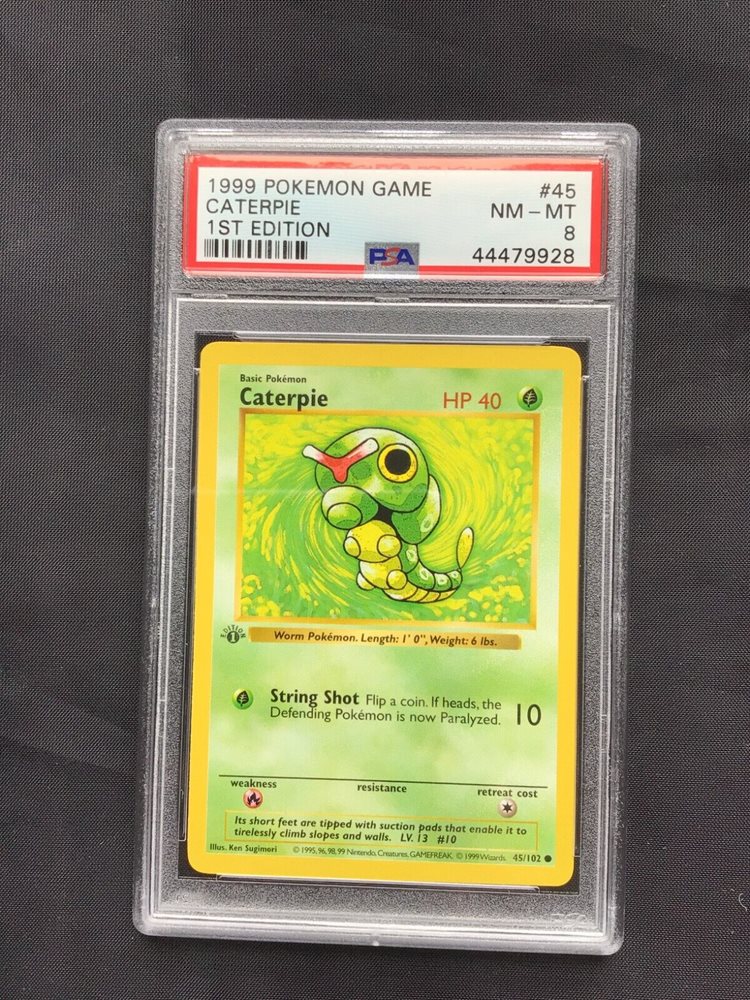 1999 POKEMON GAME #45
CATERPIE NM - MT
1ST EDITION 8
PSA 44479928
Basic Pokémon
Caterpie HP 40
EDITION 1
Worm Pokémon. Length: 1' 0", Weight: 6 lbs.
String Shot Flip a coin. If heads, the
Defending Pokémon is now Paralyzed. 10
weakness resistance retreat cost
Its short feet are tipped with suction pads that enable it to
tirelessly climb slopes and walls. LV. 13 #10
Illus. Ken Sugimori ©1995, 96, 98, 99 Nintendo, Creatures, GAMEFREAK. ©1999 Wizards. 45/102